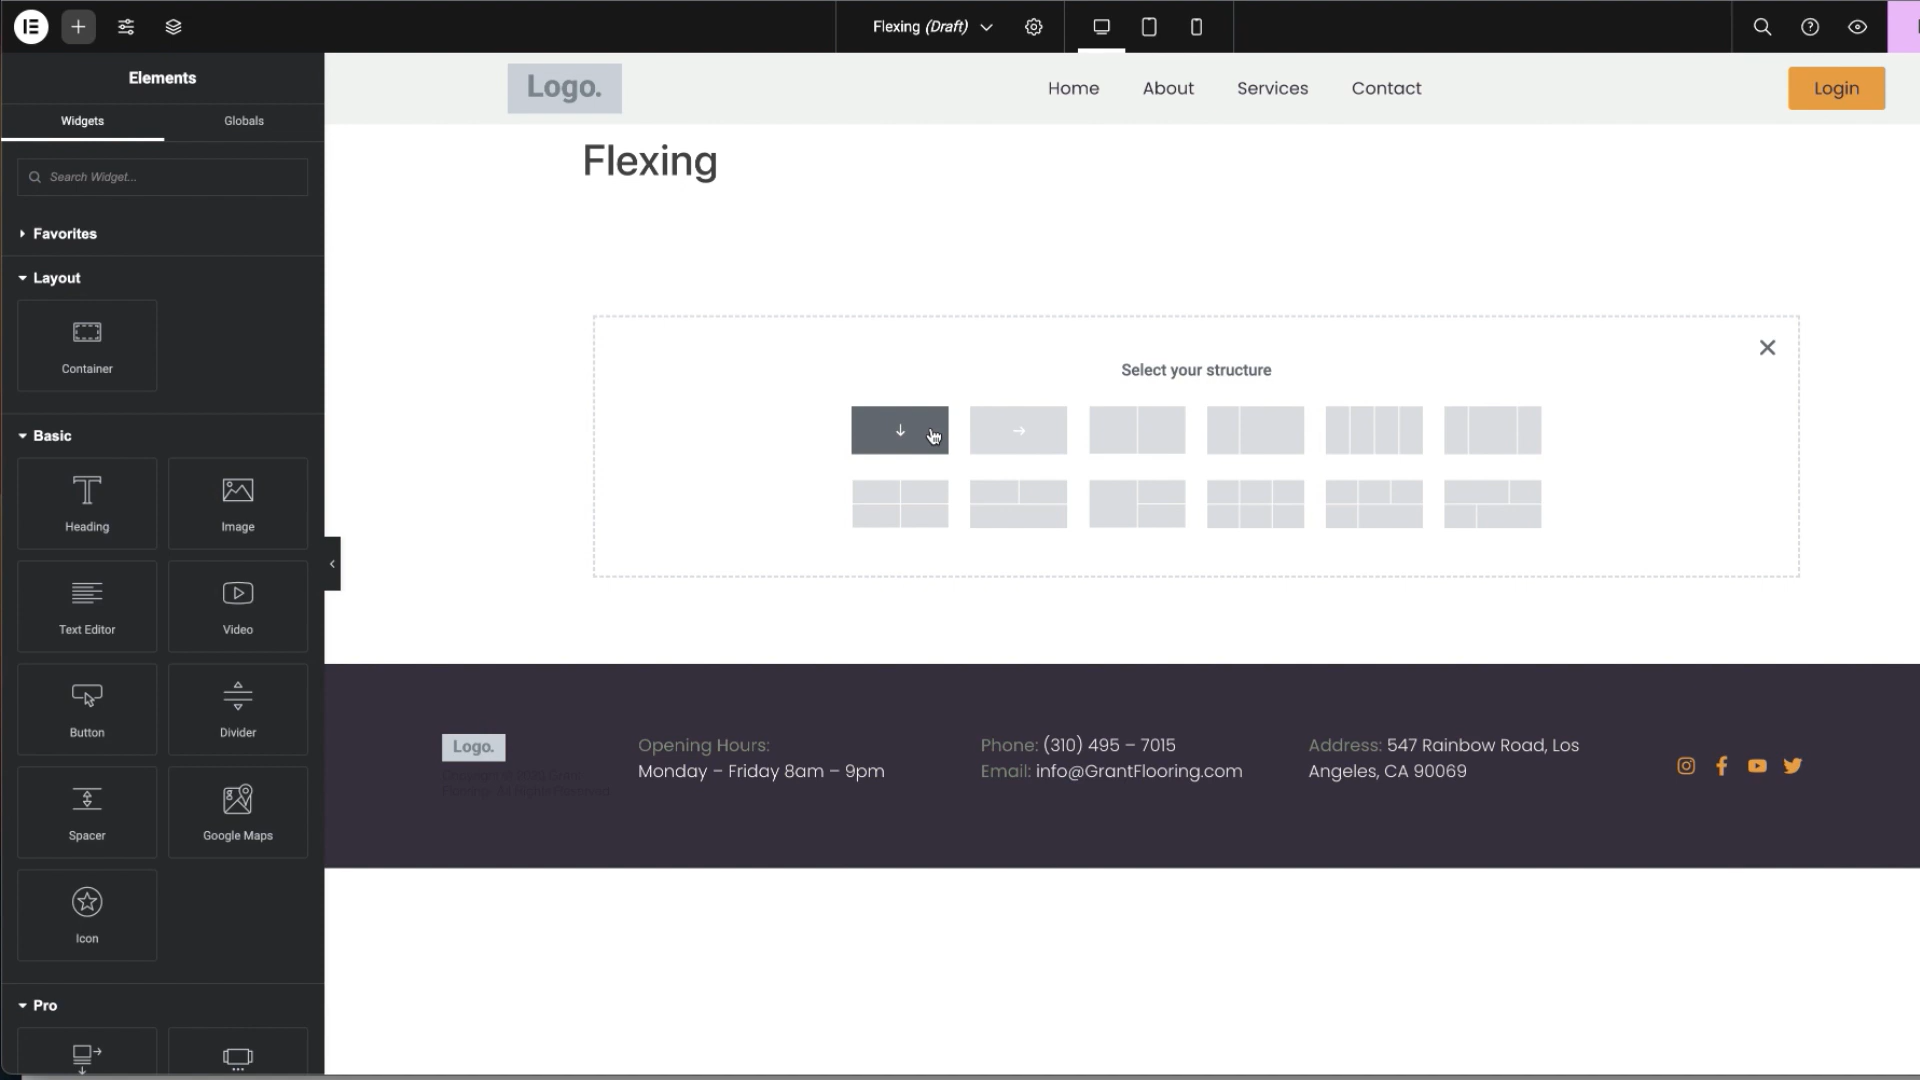 Flexing (Draft)
Elements
Widgets
Globals
Search Widget...
Favorites
Layout
Container
Basic
Heading
Image
Text Editor
Video
Button
Divider
Spacer
Google Maps
Icon
Pro
Logo.
Home
About
Services
Contact
Login
Flexing
Select your structure
Logo.
Opening Hours:
Monday – Friday 8am – 9pm
Phone: (310) 495 – 7015
Email: info@GrantFlooring.com
Address: 547 Rainbow Road, Los
Angeles, CA 90069